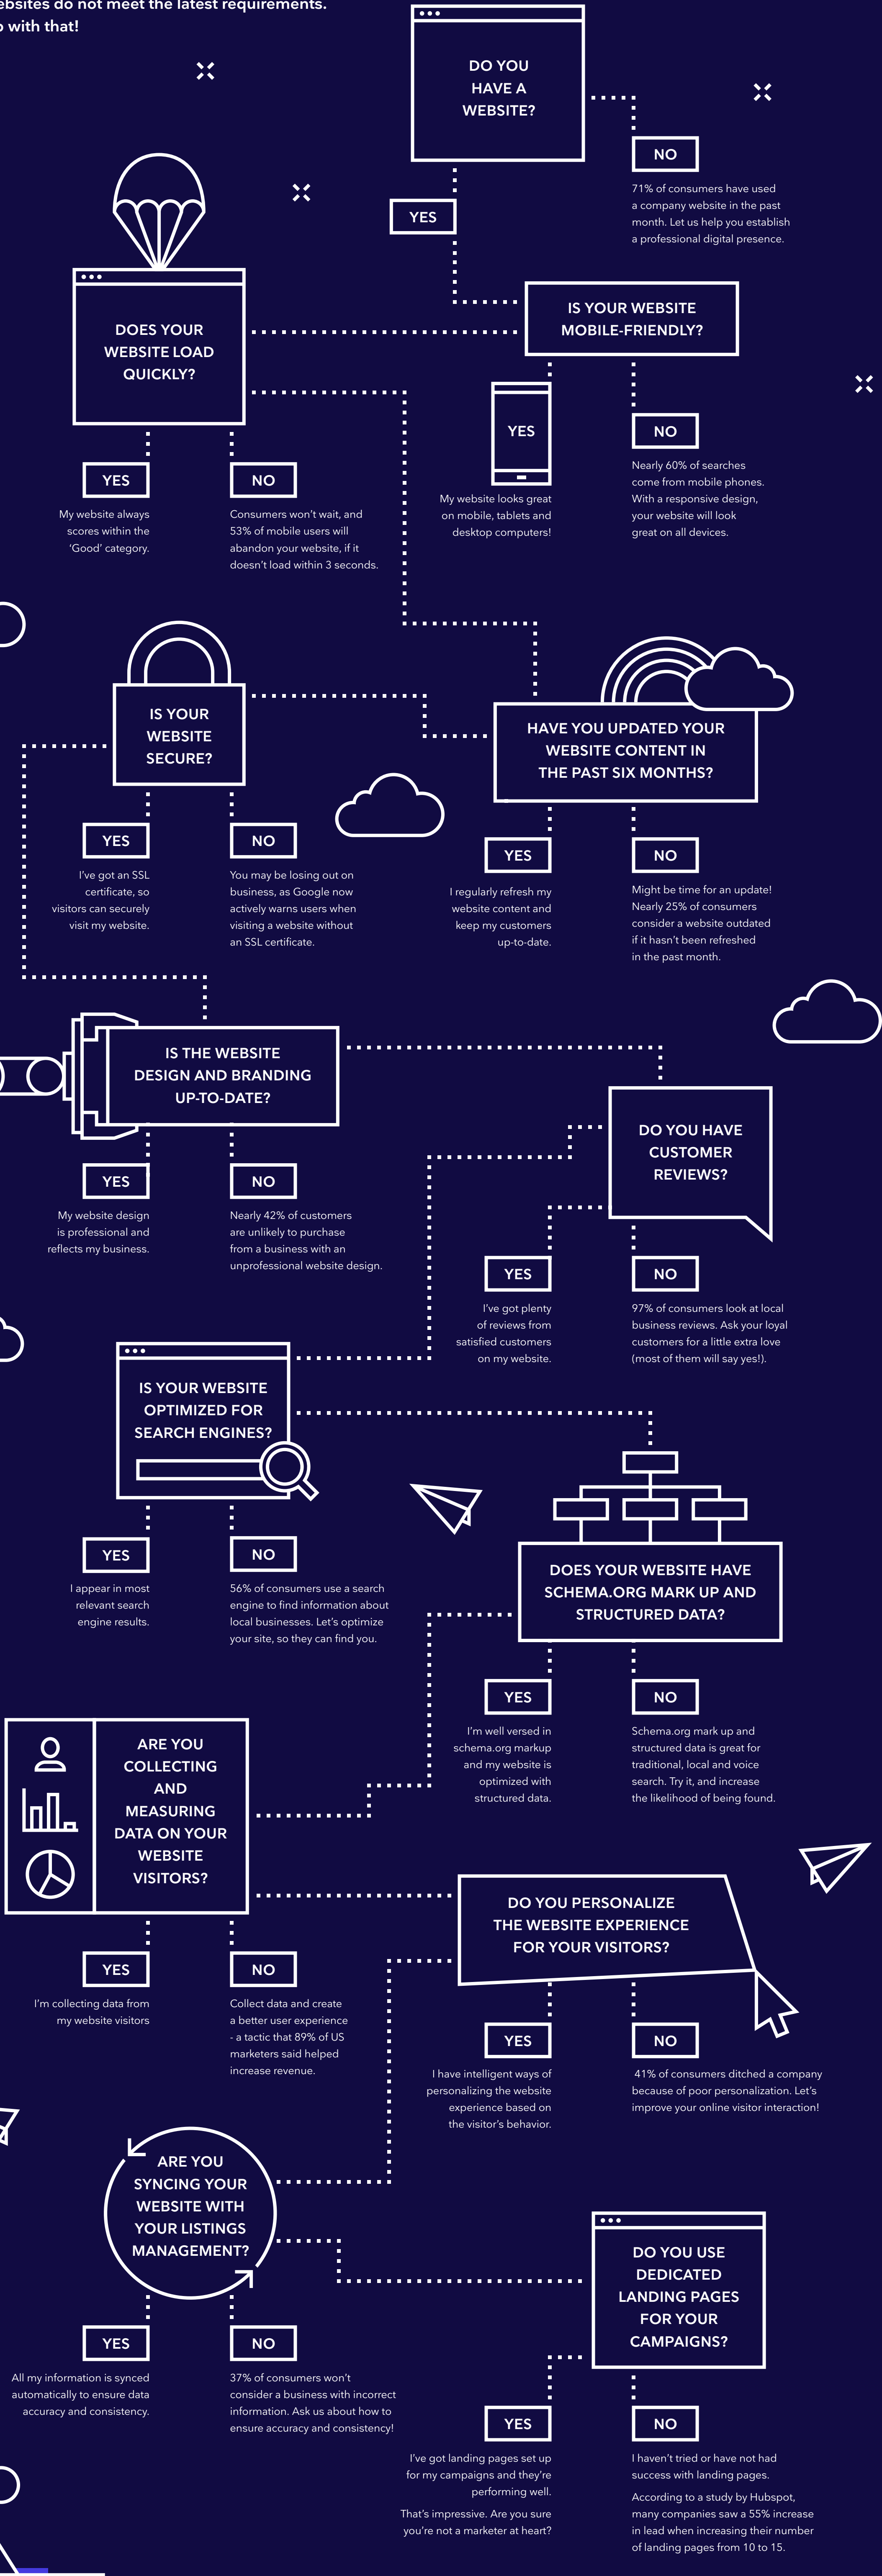 ebsites do not meet the latest requirements.
with that!
DO YOU
HAVE A
WEBSITE?
NO
71% of consumers have used
a company website in the past
month. Let us help you establish
a professional digital presence.
YES
IS YOUR WEBSITE
MOBILE-FRIENDLY?
YES
My website looks great
on mobile, tablets and
desktop computers!
NO
Nearly 60% of searches
come from mobile phones.
With a responsive design,
your website will look
great on all devices.
DOES YOUR
WEBSITE LOAD
QUICKLY?
YES
My website always
scores within the
‘Good’ category.
NO
Consumers won’t wait, and
53% of mobile users will
abandon your website, if it
doesn’t load within 3 seconds.
HAVE YOU UPDATED YOUR
WEBSITE CONTENT IN
THE PAST SIX MONTHS?
YES
I regularly refresh my
website content and
keep my customers
up-to-date.
NO
Might be time for an update!
Nearly 25% of consumers
consider a website outdated
if it hasn’t been refreshed
in the past month.
IS YOUR
WEBSITE
SECURE?
YES
I’ve got an SSL
certificate, so
visitors can securely
visit my website.
NO
You may be losing out on
business, as Google now
actively warns users when
visiting a website without
an SSL certificate.
IS THE WEBSITE
DESIGN AND BRANDING
UP-TO-DATE?
YES
My website design
is professional and
reflects my business.
NO
Nearly 42% of customers
are unlikely to purchase
from a business with an
unprofessional website design.
DO YOU HAVE
CUSTOMER
REVIEWS?
YES
I’ve got plenty
of reviews from
satisfied customers
on my website.
NO
97% of consumers look at local
business reviews. Ask your loyal
customers for a little extra love
(most of them will say yes!).
IS YOUR WEBSITE
OPTIMIZED FOR
SEARCH ENGINES?
YES
I appear in most
relevant search
engine results.
NO
56% of consumers use a search
engine to find information about
local businesses. Let’s optimize
your site, so they can find you.
DOES YOUR WEBSITE HAVE
SCHEMA.ORG MARK UP AND
STRUCTURED DATA?
YES
I’m well versed in
schema.org markup
and my website is
optimized with
structured data.
NO
Schema.org mark up and
structured data is great for
traditional, local and voice
search. Try it, and increase
the likelihood of being found.
ARE YOU
COLLECTING
AND
MEASURING
DATA ON YOUR
WEBSITE
VISITORS?
YES
I’m collecting data from
my website visitors
NO
Collect data and create
a better user experience
- a tactic that 89% of US
marketers said helped
increase revenue.
DO YOU PERSONALIZE
THE WEBSITE EXPERIENCE
FOR YOUR VISITORS?
YES
I have intelligent ways of
personalizing the website
experience based on
the visitor’s behavior.
NO
41% of consumers ditched a company
because of poor personalization. Let’s
improve your online visitor interaction!
ARE YOU
SYNCING YOUR
WEBSITE WITH
YOUR LISTINGS
MANAGEMENT?
YES
All my information is synced
automatically to ensure data
accuracy and consistency.
NO
37% of consumers won’t
consider a business with incorrect
information. Ask us about how to
ensure accuracy and consistency!
DO YOU USE
DEDICATED
LANDING PAGES
FOR YOUR
CAMPAIGNS?
YES
I’ve got landing pages set up
for my campaigns and they’re
performing well.
That’s impressive. Are you sure
you’re not a marketer at heart?
NO
I haven’t tried or have not had
success with landing pages.
According to a study by Hubspot,
many companies saw a 55% increase
in lead when increasing their number
of landing pages from 10 to 15.